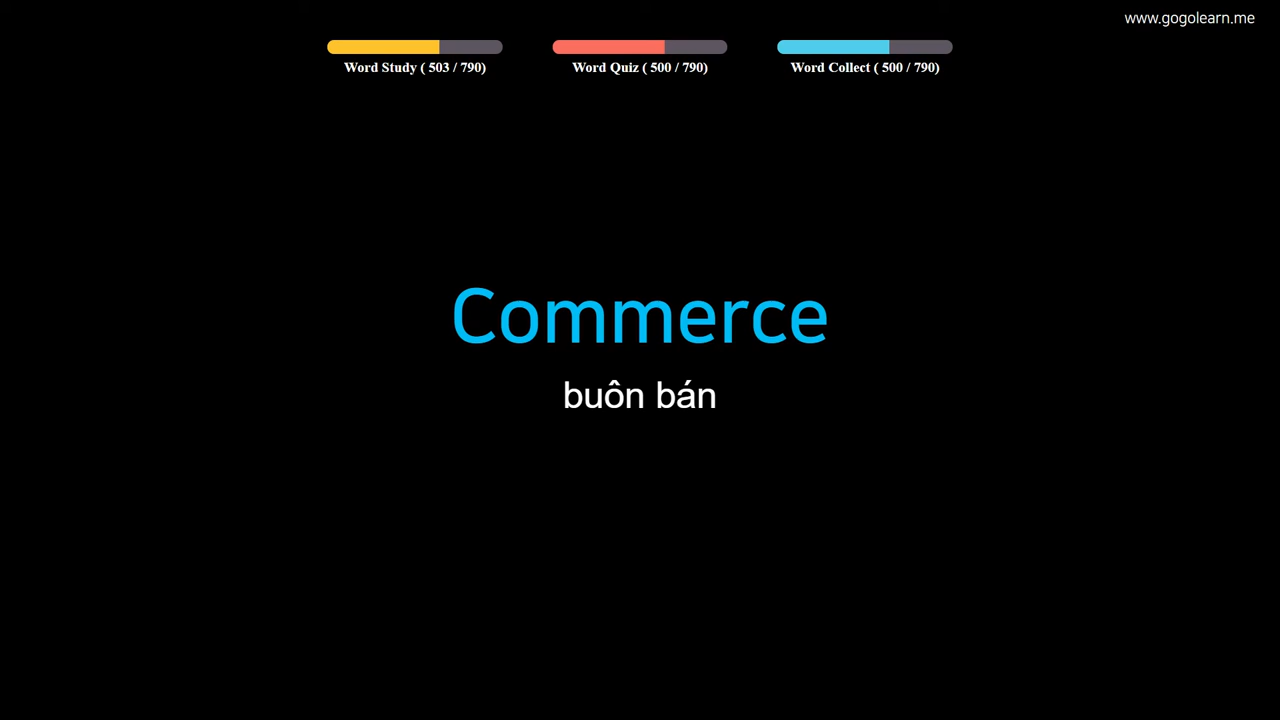 www.gogolearn.me
Word Study ( 503 / 790)
Word Quiz ( 500 / 790)
Word Collect ( 500 / 790)
Commerce
buôn bán